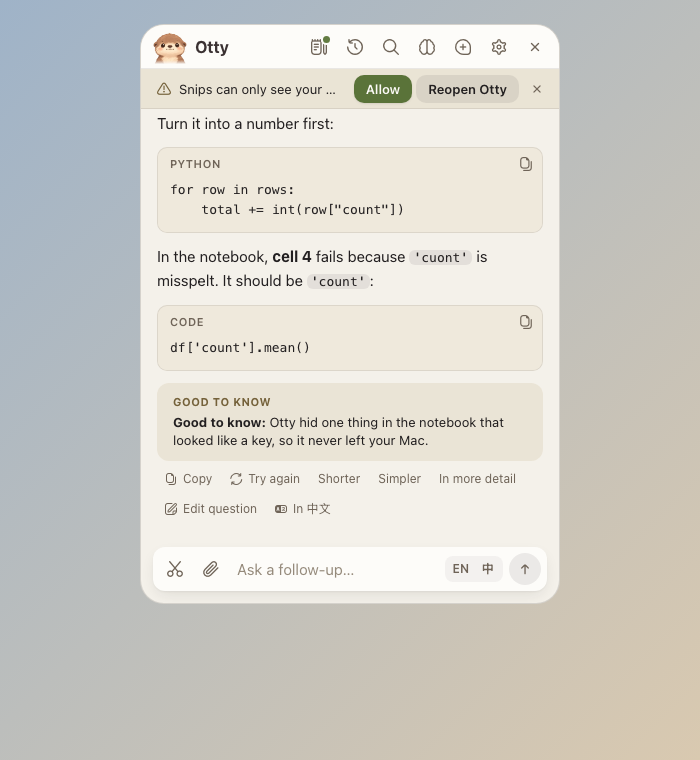 Otty
Snips can only see your ...
Allow
Reopen Otty
Turn it into a number first:
PYTHON
for row in rows:
    total += int(row["count"])
In the notebook, cell 4 fails because 'cuont' is
misspelt. It should be 'count':
CODE
df['count'].mean()
GOOD TO KNOW
Good to know: Otty hid one thing in the notebook that
looked like a key, so it never left your Mac.
Copy Try again Shorter Simpler In more detail
Edit question In 中文
Ask a follow-up... EN 中